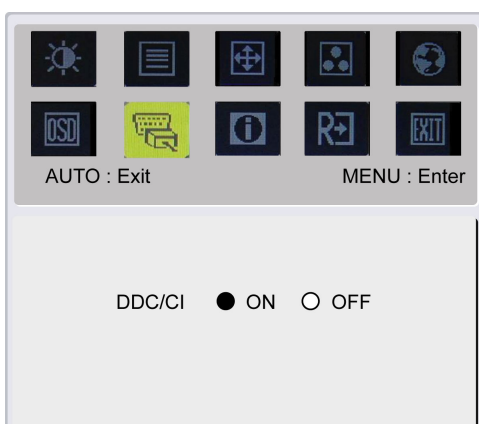 OSD i R EXIT
AUTO : Exit MENU : Enter
DDC/CI ON OFF